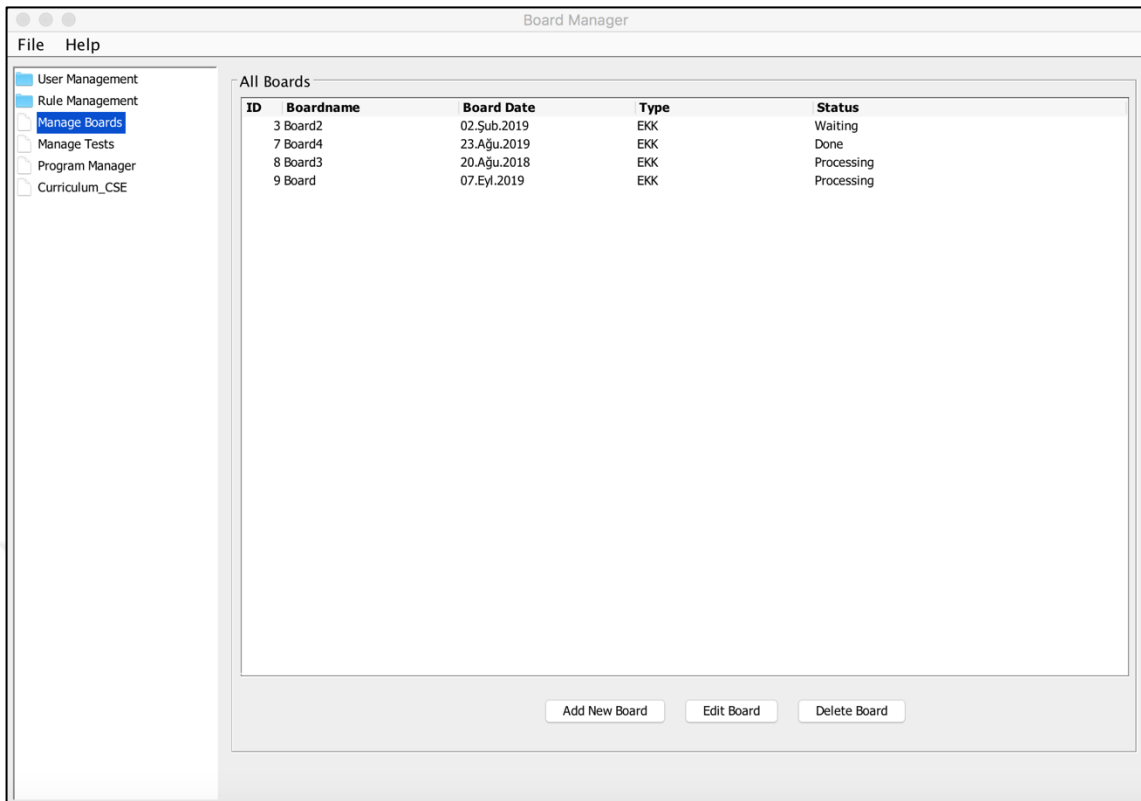 Board Manager
File Help
User Management
Rule Management
Manage Boards
Manage Tests
Program Manager
Curriculum_CSE
All Boards
ID Boardname Board Date Type Status
3 Board2 02.Şub.2019 EKK Waiting
7 Board4 23.Ağu.2019 EKK Done
8 Board3 20.Ağu.2018 EKK Processing
9 Board 07.Eyl.2019 EKK Processing
Add New Board Edit Board Delete Board